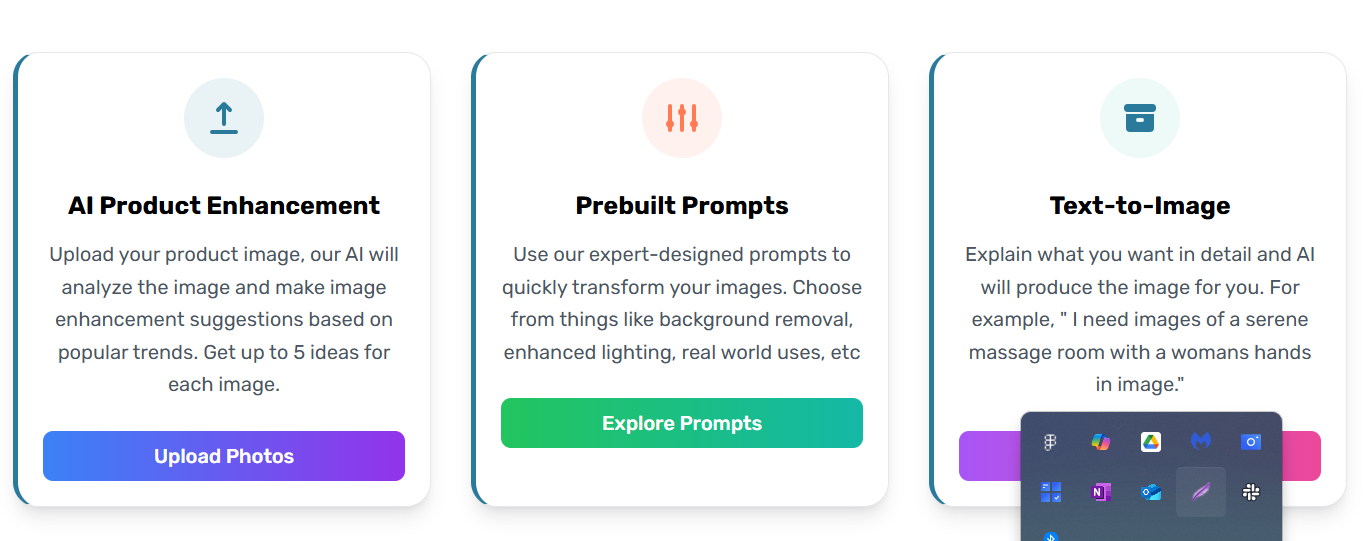 AI Product Enhancement
Upload your product image, our AI will
analyze the image and make image
enhancement suggestions based on
popular trends. Get up to 5 ideas for
each image.
Upload Photos
Prebuilt Prompts
Use our expert-designed prompts to
quickly transform your images. Choose
from things like background removal,
enhanced lighting, real world uses, etc
Explore Prompts
Text-to-Image
Explain what you want in detail and AI
will produce the image for you. For
example, " I need images of a serene
massage room with a womans hands
in image."